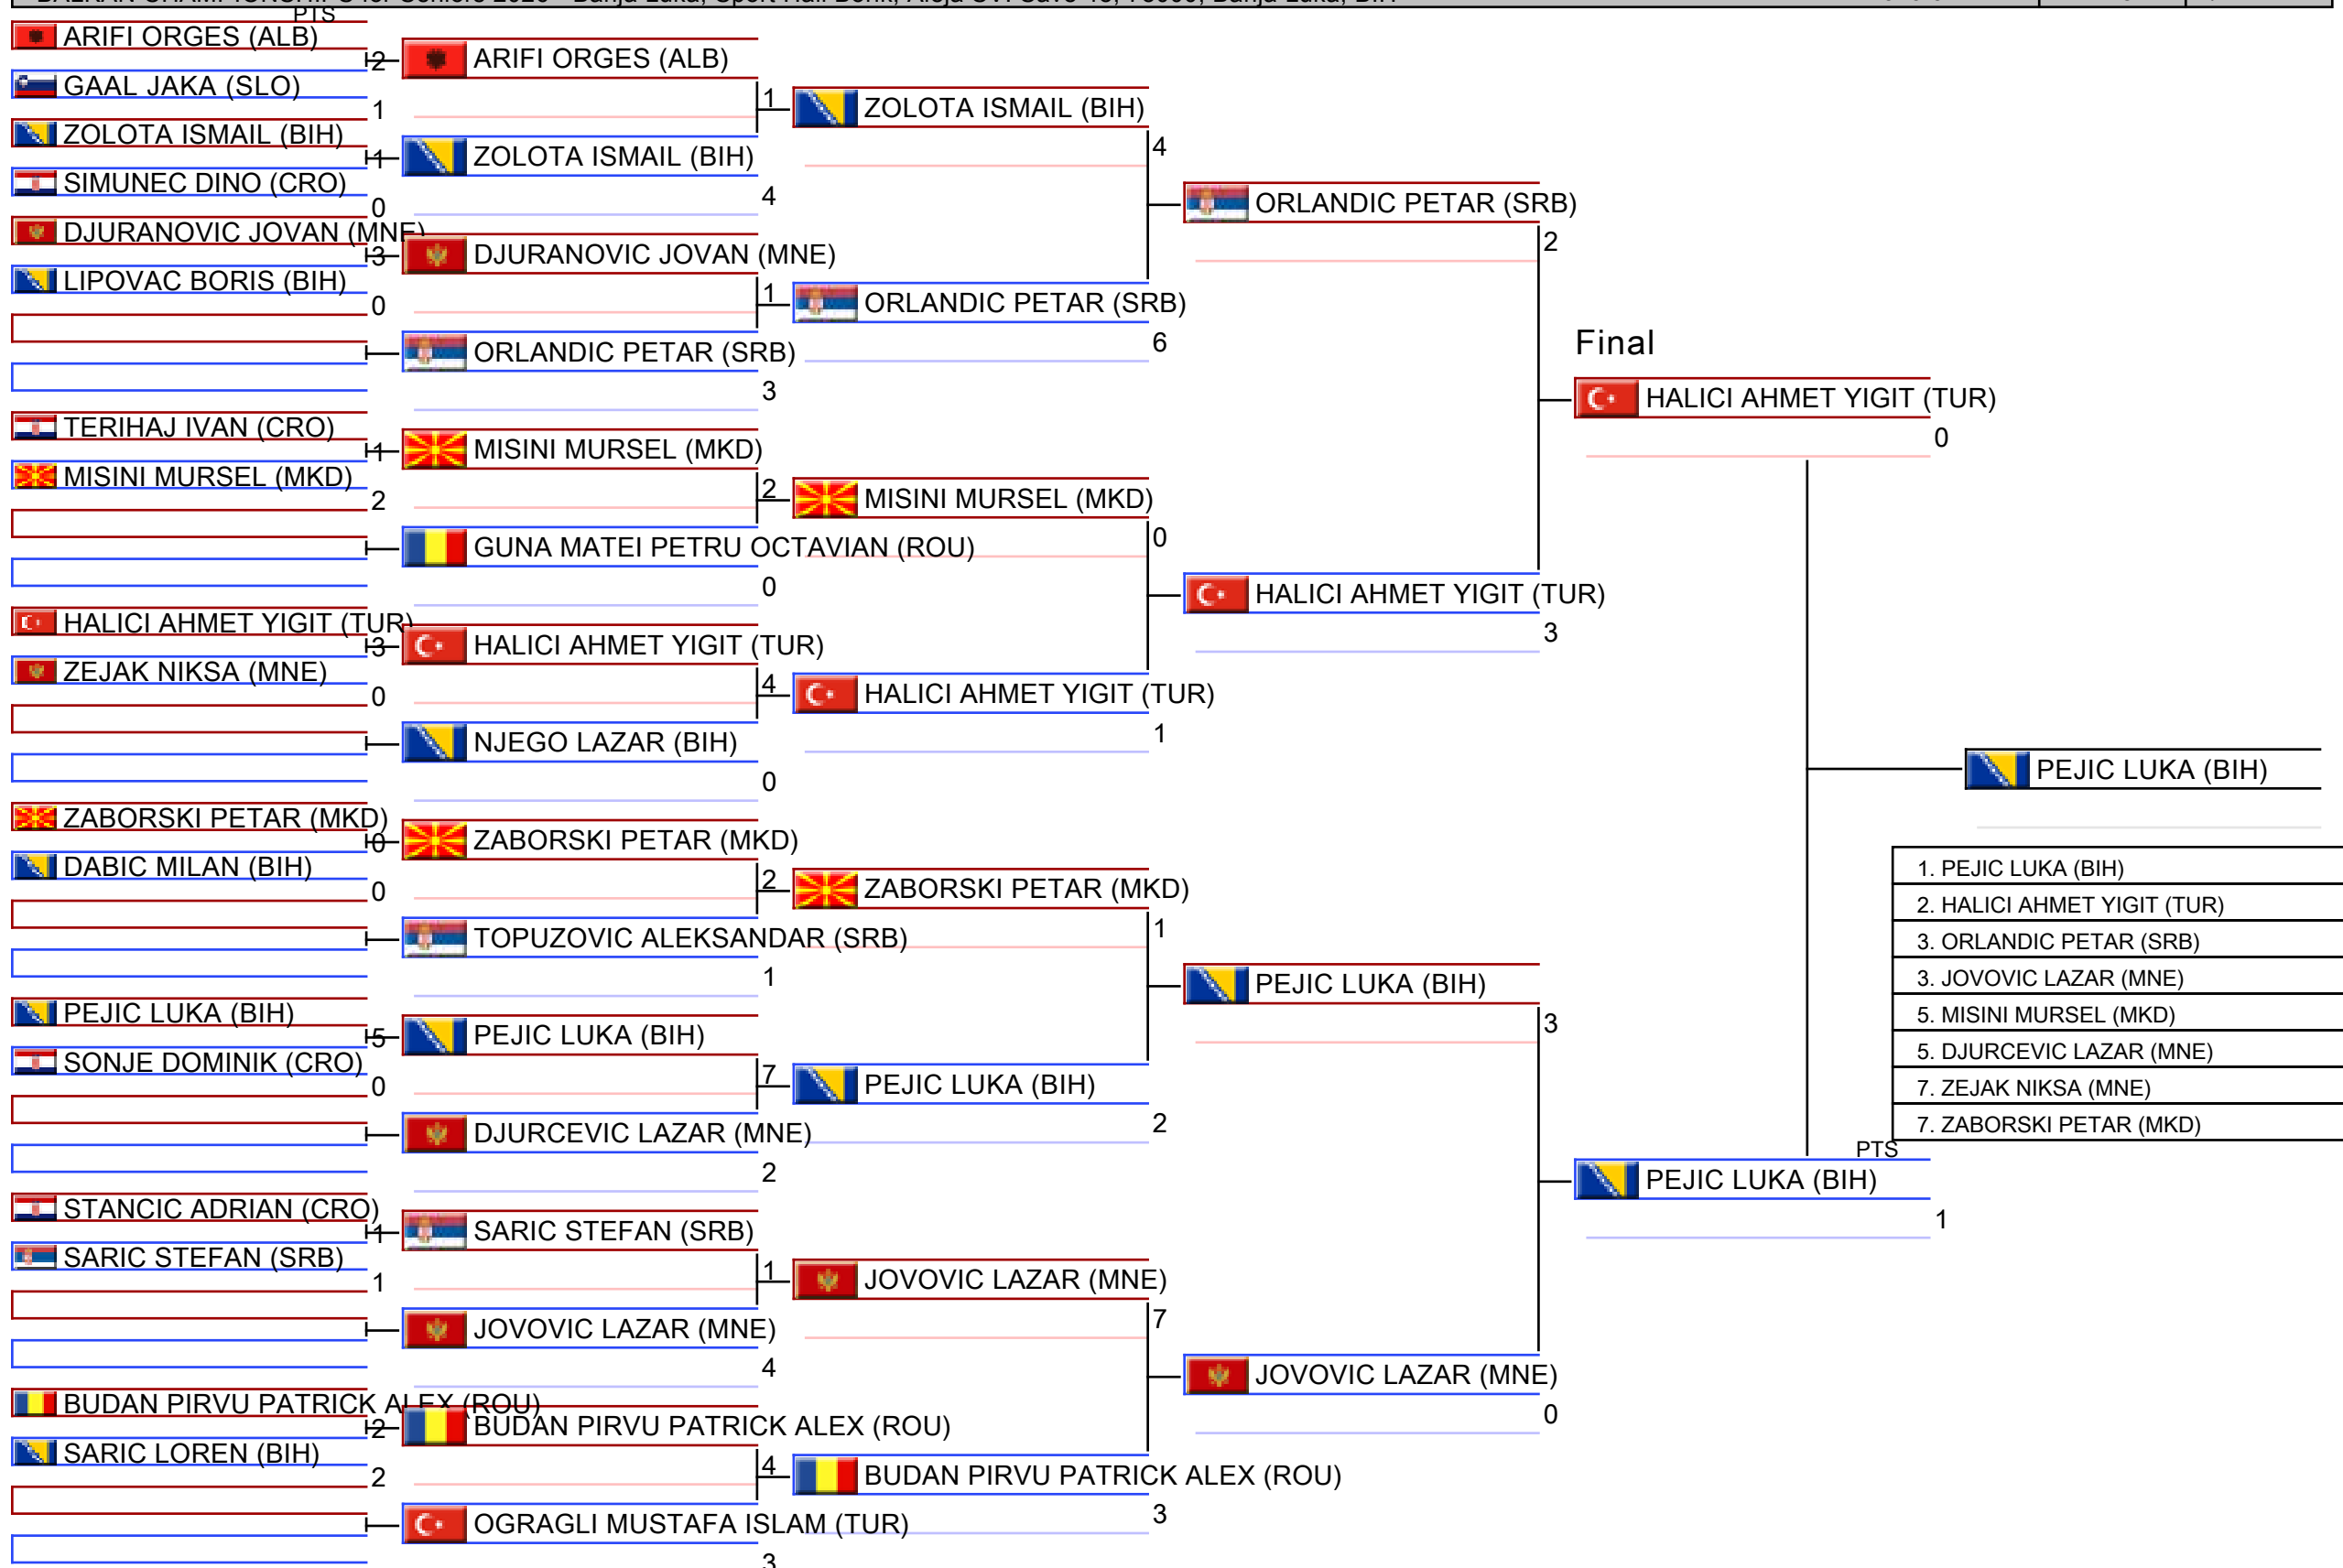 PTS
ARIFI ORGES (ALB)
2
GAAL JAKA (SLO)
1
ZOLOTA ISMAIL (BIH)
1
SIMUNEC DINO (CRO)
0
DJURANOVIC JOVAN (MNE)
3
LIPOVAC BORIS (BIH)
0
TERIHAJ IVAN (CRO)
1
MISINI MURSEL (MKD)
2
HALICI AHMET YIGIT (TUR)
3
ZEJAK NIKSA (MNE)
0
ZABORSKI PETAR (MKD)
0
DABIC MILAN (BIH)
0
PEJIC LUKA (BIH)
5
SONJE DOMINIK (CRO)
0
STANCIC ADRIAN (CRO)
1
SARIC STEFAN (SRB)
1
BUDAN PIRVU PATRICK ALEX (ROU)
2
SARIC LOREN (BIH)
2
ARIFI ORGES (ALB)
1
ZOLOTA ISMAIL (BIH)
4
DJURANOVIC JOVAN (MNE)
1
ORLANDIC PETAR (SRB)
3
MISINI MURSEL (MKD)
2
GUNA MATEI PETRU OCTAVIAN (ROU)
0
HALICI AHMET YIGIT (TUR)
4
NJEGO LAZAR (BIH)
0
ZABORSKI PETAR (MKD)
2
TOPUZOVIC ALEKSANDAR (SRB)
1
PEJIC LUKA (BIH)
7
DJURCEVIC LAZAR (MNE)
2
SARIC STEFAN (SRB)
1
JOVOVIC LAZAR (MNE)
4
BUDAN PIRVU PATRICK ALEX (ROU)
4
OGRAGLI MUSTAFA ISLAM (TUR)
3
ZOLOTA ISMAIL (BIH)
4
ORLANDIC PETAR (SRB)
6
MISINI MURSEL (MKD)
0
HALICI AHMET YIGIT (TUR)
1
ZABORSKI PETAR (MKD)
1
PEJIC LUKA (BIH)
2
JOVOVIC LAZAR (MNE)
7
BUDAN PIRVU PATRICK ALEX (ROU)
3
ORLANDIC PETAR (SRB)
2
HALICI AHMET YIGIT (TUR)
3
PEJIC LUKA (BIH)
3
JOVOVIC LAZAR (MNE)
0
Final
HALICI AHMET YIGIT (TUR)
0
PTS
PEJIC LUKA (BIH)
1
PEJIC LUKA (BIH)
1. PEJIC LUKA (BIH)
2. HALICI AHMET YIGIT (TUR)
3. ORLANDIC PETAR (SRB)
3. JOVOVIC LAZAR (MNE)
5. MISINI MURSEL (MKD)
5. DJURCEVIC LAZAR (MNE)
7. ZEJAK NIKSA (MNE)
7. ZABORSKI PETAR (MKD)